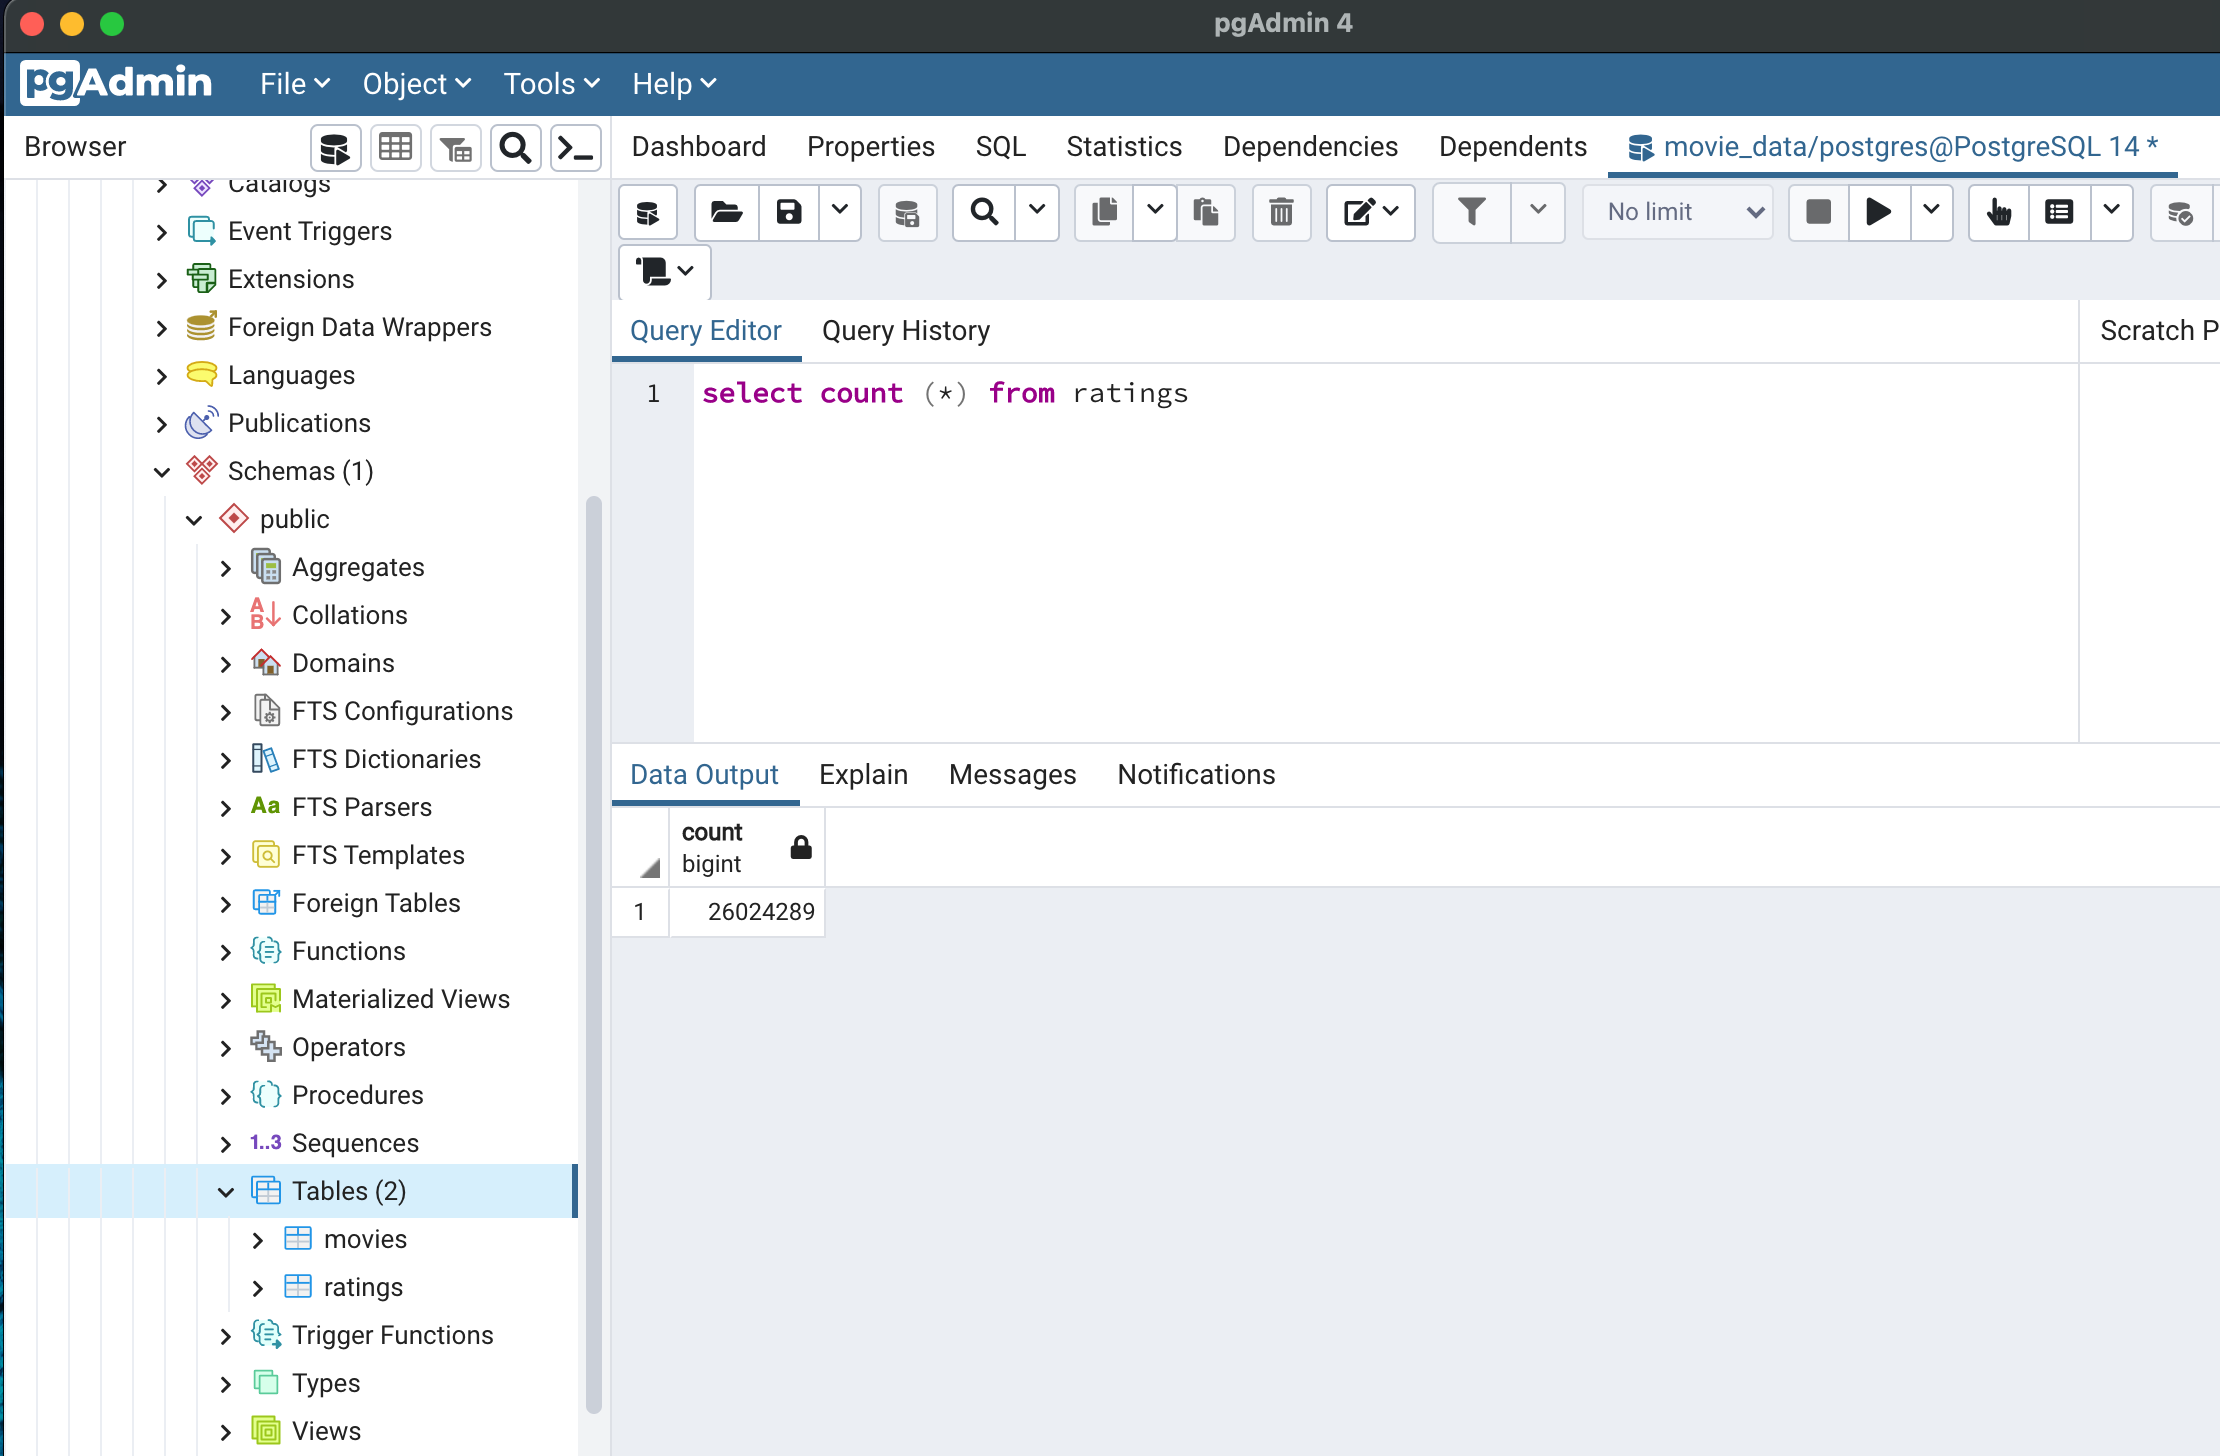 pgAdmin 4
pgAdmin File Object Tools Help
Browser
Dashboard Properties SQL Statistics Dependencies Dependents movie_data/postgres@PostgreSQL 14 *
No limit
Catalogs
Event Triggers
Extensions
Foreign Data Wrappers
Languages
Publications
Schemas (1)
public
Aggregates
Collations
Domains
FTS Configurations
FTS Dictionaries
Aa FTS Parsers
FTS Templates
Foreign Tables
Functions
Materialized Views
Operators
Procedures
1..3 Sequences
Tables (2)
movies
ratings
Trigger Functions
Types
Views
Query Editor Query History
Scratch P
1 select count (*) from ratings
Data Output Explain Messages Notifications
count
bigint
1 26024289